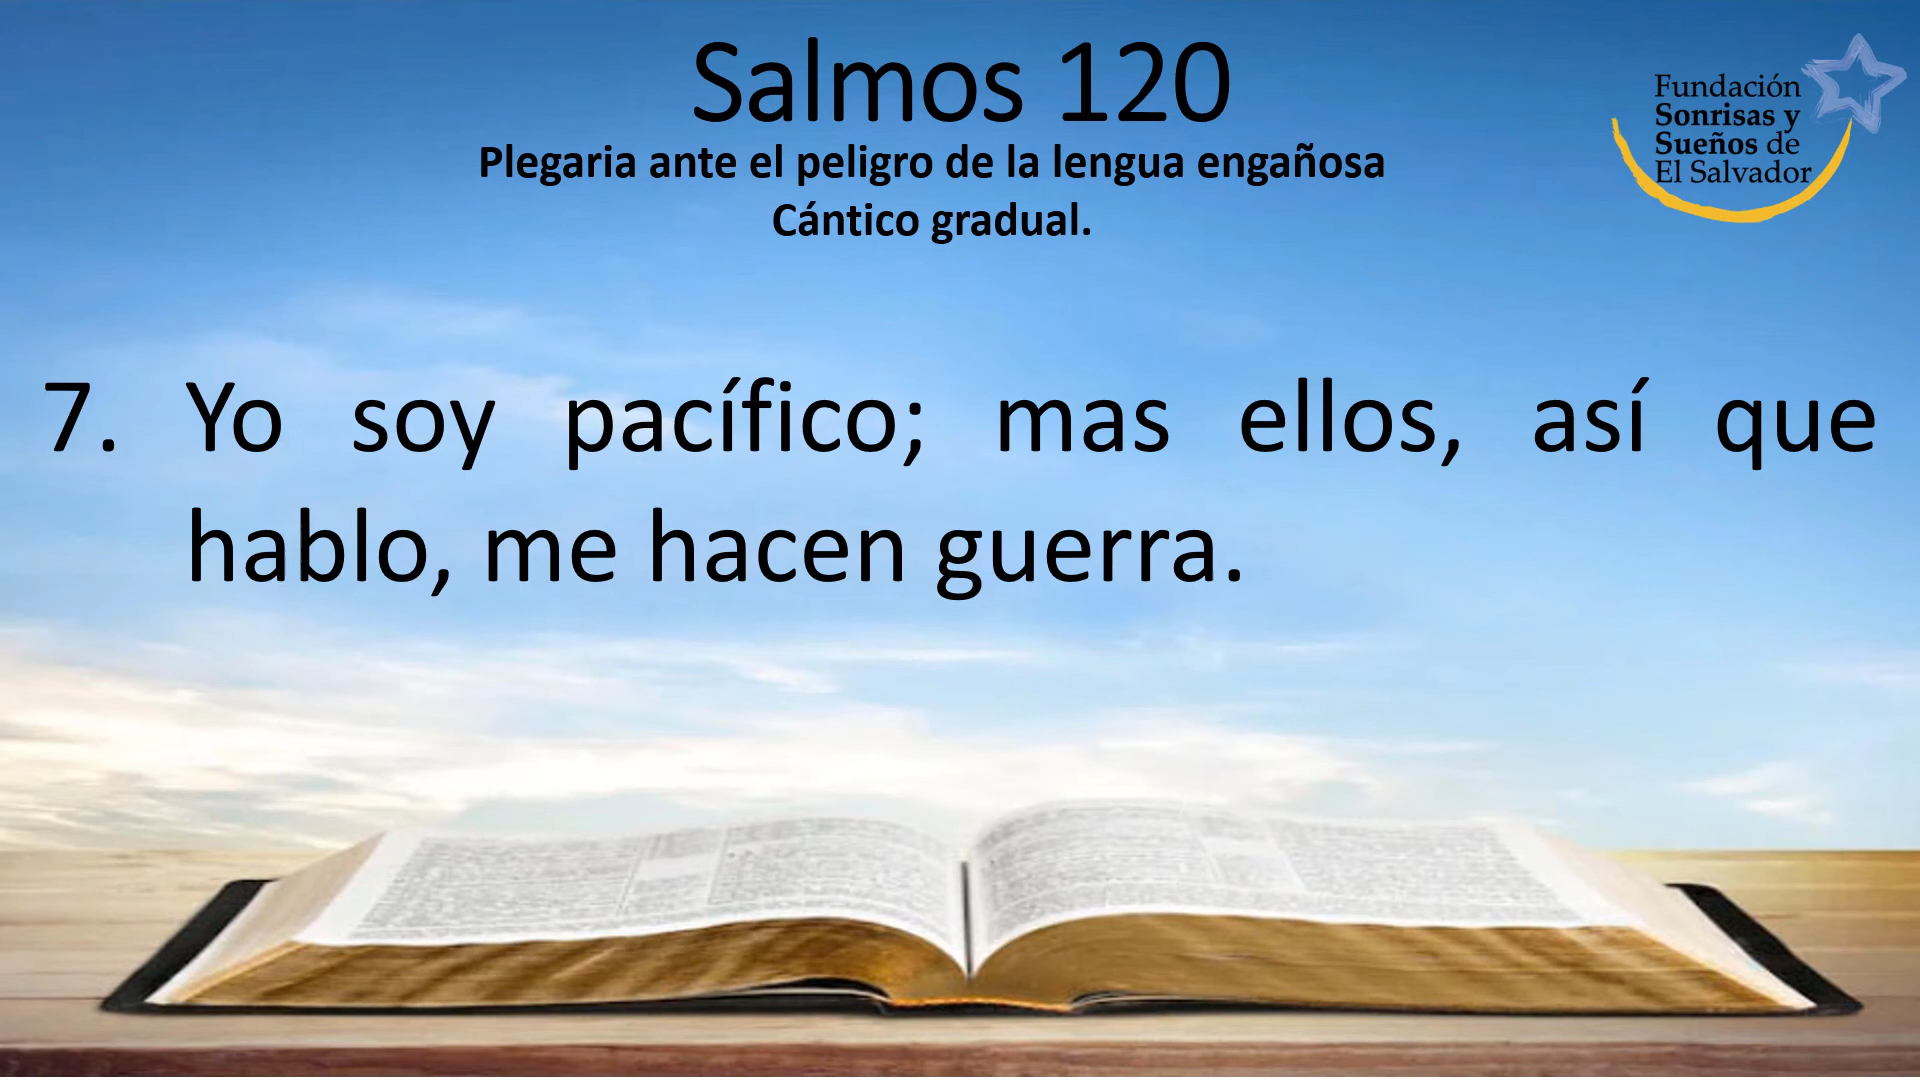 Salmos 120
Plegaria ante el peligro de la lengua engañosa
Cántico gradual.
Fundación
Sonrisas y
Sueños de
El Salvador
7. Yo soy pacífico; mas ellos, así que
hablo, me hacen guerra.